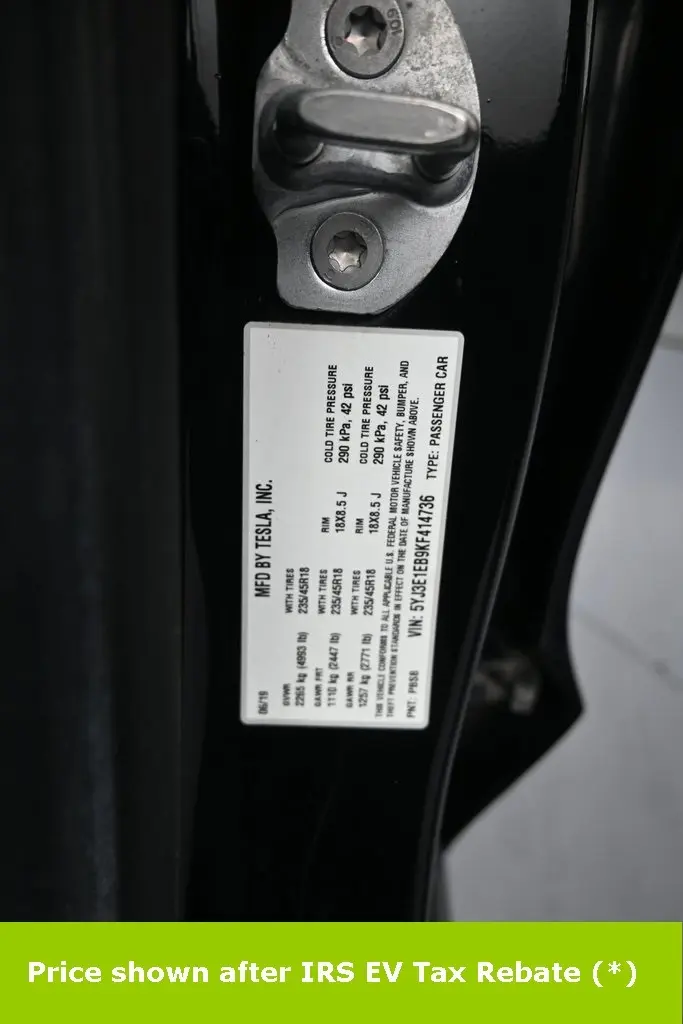 10.9
MFD BY TESLA, INC.
06/19
GVWR WITH TIRES
2265 kg (4993 lb) 235/45R18
GAWR FRT WITH TIRES RIM COLD TIRE PRESSURE
1110 kg (2447 lb) 235/45R18 18X8.5 J 290 kPa, 42 psi
GAWR RR WITH TIRES RIM COLD TIRE PRESSURE
1257 kg (2771 lb) 235/45R18 18X8.5 J 290 kPa, 42 psi
THIS VEHICLE CONFORMS TO ALL APPLICABLE U.S. FEDERAL MOTOR VEHICLE SAFETY, BUMPER, AND
THEFT PREVENTION STANDARDS IN EFFECT ON THE DATE OF MANUFACTURE SHOWN ABOVE.
PNT: PBSB VIN: 5YJ3E1EB9KF414736 TYPE: PASSENGER CAR
Price shown after IRS EV Tax Rebate (*)